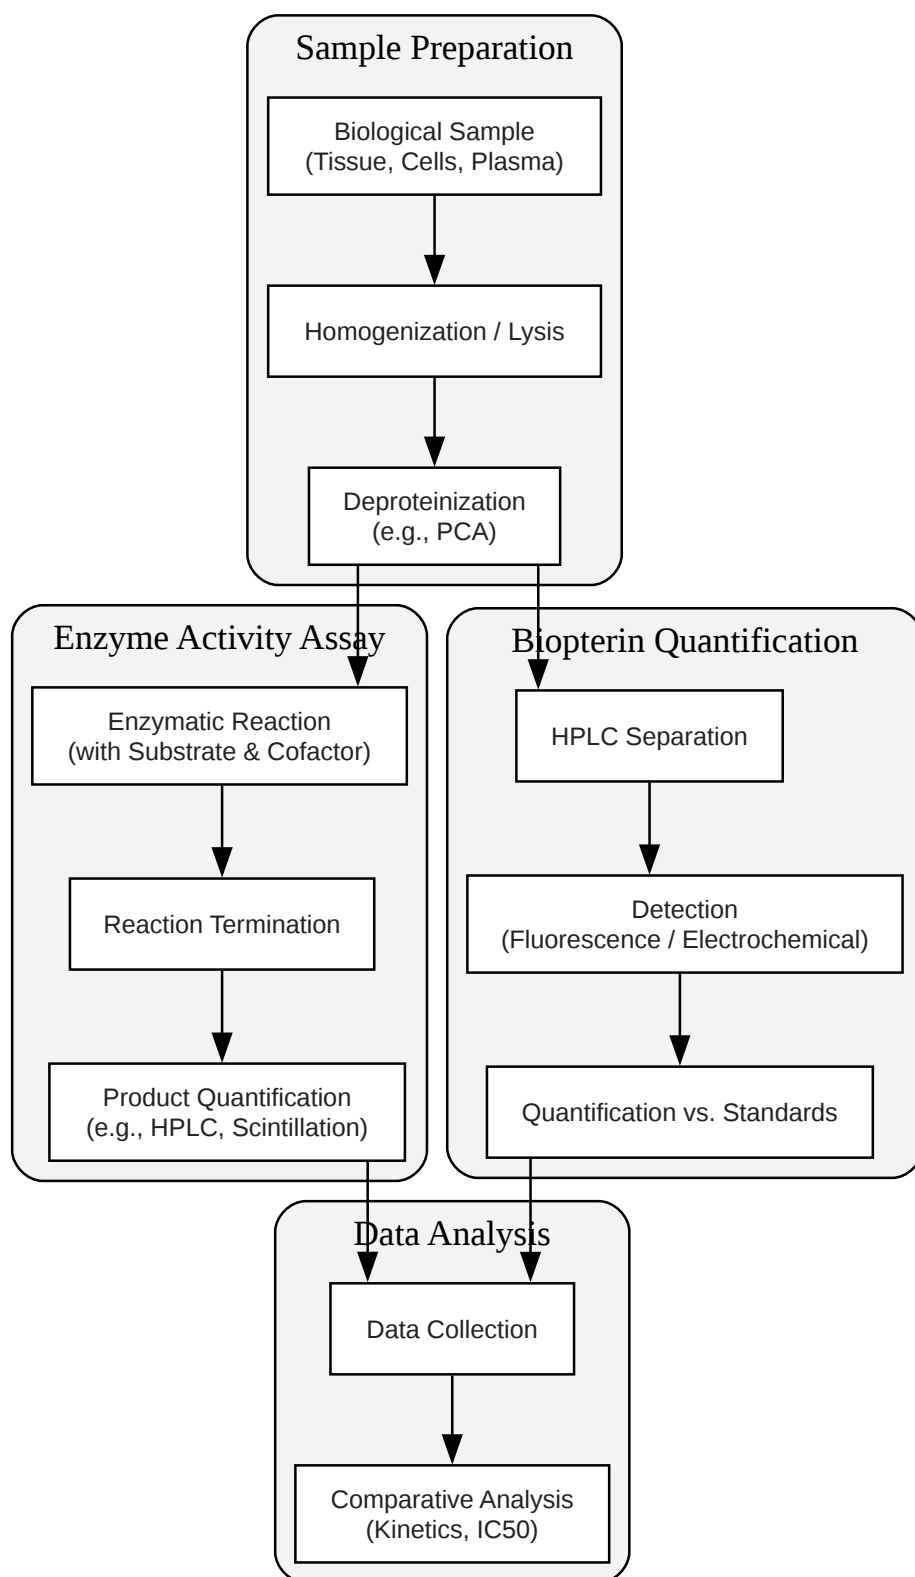 Sample Preparation
Biological Sample
(Tissue, Cells, Plasma)
Homogenization / Lysis
Deproteinization
(e.g., PCA)
Enzyme Activity Assay
Enzymatic Reaction
(with Substrate & Cofactor)
Reaction Termination
Product Quantification
(e.g., HPLC, Scintillation)
Biopterin Quantification
HPLC Separation
Detection
(Fluorescence / Electrochemical)
Quantification vs. Standards
Data Analysis
Data Collection
Comparative Analysis
(Kinetics, IC50)